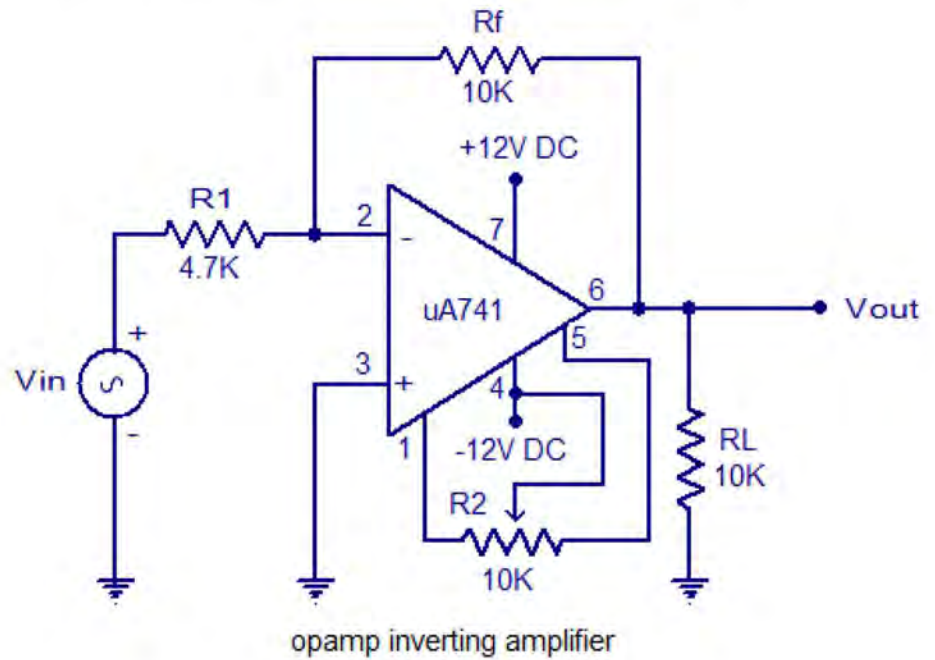 Rf
10K
+12V DC
R1
4.7K
2
-
7
uA741
6
Vout
5
+
Vin
S
-
3
+
4
1
-12V DC
R2
10K
RL
10K
opamp inverting amplifier